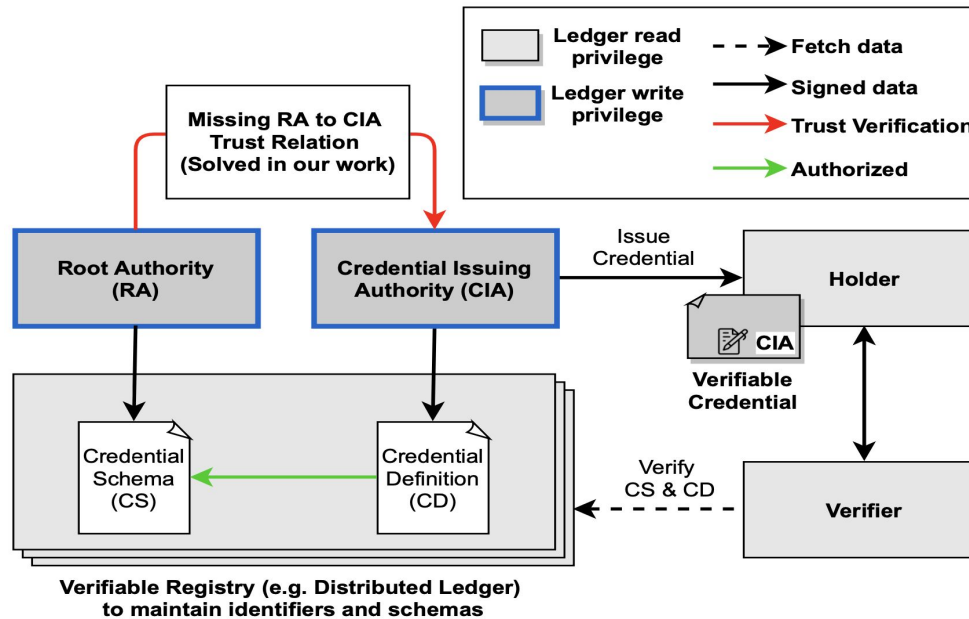 Ledger read
privilege
Ledger write
privilege
Fetch data
Signed data
Trust Verification
Authorized
Missing RA to CIA
Trust Relation
(Solved in our work)
Root Authority
(RA)
Credential Issuing
Authority (CIA)
Issue
Credential
Holder
CIA
Verifiable
Credential
Credential
Schema
(CS)
Credential
Definition
(CD)
Verify
CS & CD
Verifier
Verifiable Registry (e.g. Distributed Ledger)
to maintain identifiers and schemas